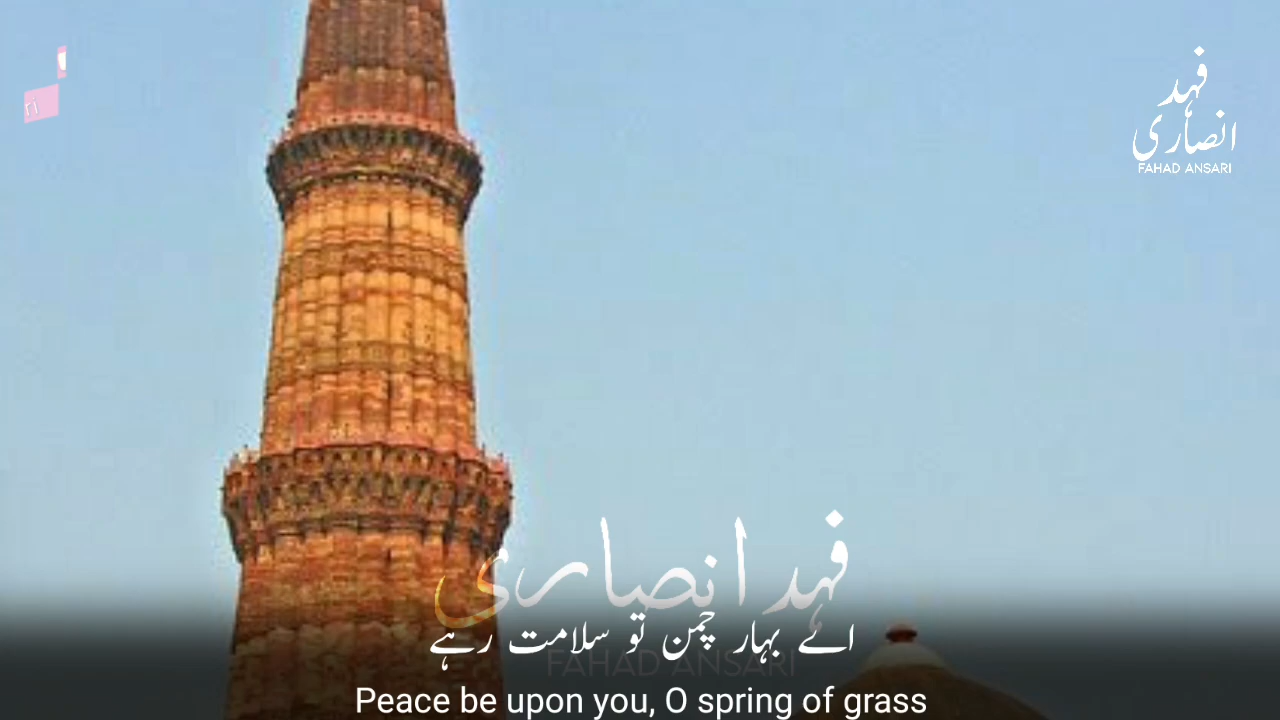 ۲۱
فہد
انصاری
FAHAD ANSARI
فہد انصاری
اے بہار چمن تو سلامت رہے
FAHAD ANSARI
Peace be upon you, O spring of grass